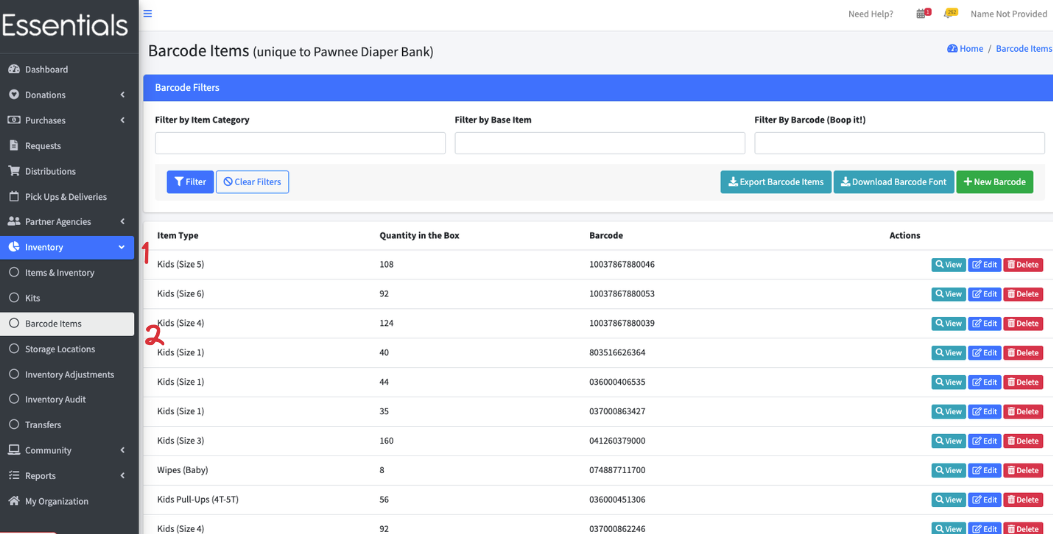 Essentials
Need Help? 1 252 Name Not Provided
Barcode Items (unique to Pawnee Diaper Bank)
Home / Barcode Items
Dashboard
Donations
Purchases
Requests
Distributions
Pick Ups & Deliveries
Partner Agencies
Inventory
Items & Inventory
Kits
Barcode Items
Storage Locations
Inventory Adjustments
Inventory Audit
Transfers
Community
Reports
My Organization
1
2
Barcode Filters
Filter by Item Category Filter by Base Item Filter By Barcode (Boop it!)
Filter Clear Filters Export Barcode Items Download Barcode Font New Barcode
Item Type Quantity in the Box Barcode Actions
Kids (Size 5) 108 10037867880046 View Edit Delete
Kids (Size 6) 92 10037867880053 View Edit Delete
Kids (Size 4) 124 10037867880039 View Edit Delete
Kids (Size 1) 40 803516626364 View Edit Delete
Kids (Size 1) 44 036000406535 View Edit Delete
Kids (Size 1) 35 037000863427 View Edit Delete
Kids (Size 3) 160 041260379000 View Edit Delete
Wipes (Baby) 8 074887711700 View Edit Delete
Kids Pull-Ups (4T-5T) 56 036000451306 View Edit Delete
Kids (Size 4) 92 037000862246 View Edit Delete